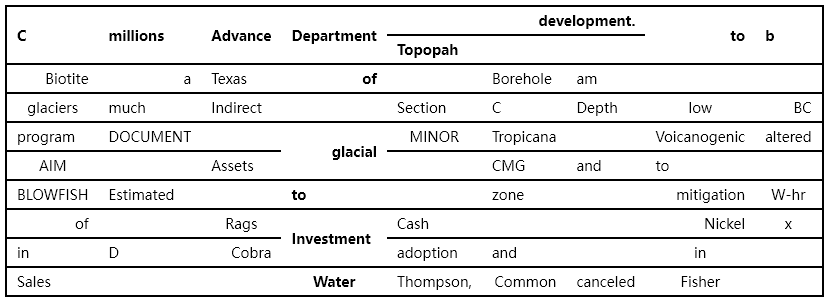 C millions Advance Department development. to b
Topopah
Biotite a Texas of Borehole am
glaciers much Indirect Section C Depth low BC
program DOCUMENT glacial MINOR Tropicana Voicanogenic altered
AIM Assets CMG and to
BLOWFISH Estimated to zone mitigation W-hr
of Rags Investment Cash Nickel x
in D Cobra adoption and in
Sales Water Thompson, Common canceled Fisher